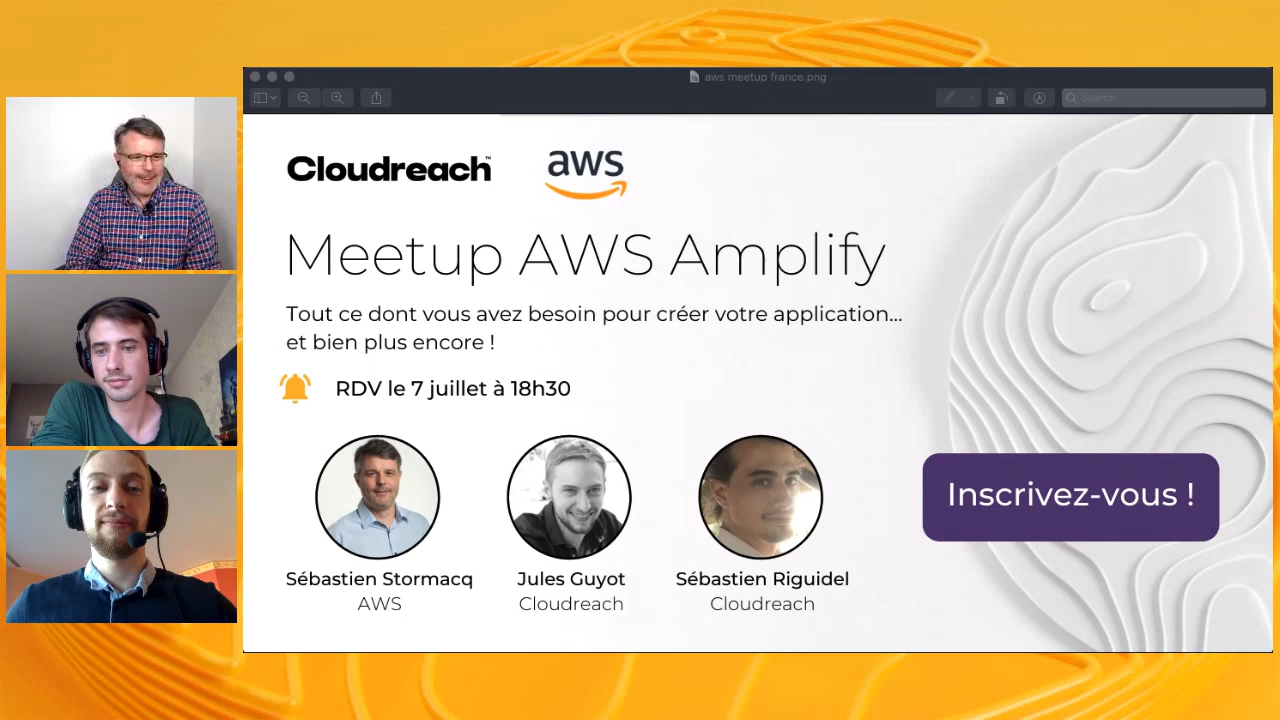 aws meetup france.png
Search
Cloudreach™
aws
Meetup AWS Amplify
Tout ce dont vous avez besoin pour créer votre application...
et bien plus encore !
RDV le 7 juillet à 18h30
Inscrivez-vous !
Sébastien Stormacq
AWS
Jules Guyot
Cloudreach
Sébastien Riguidel
Cloudreach